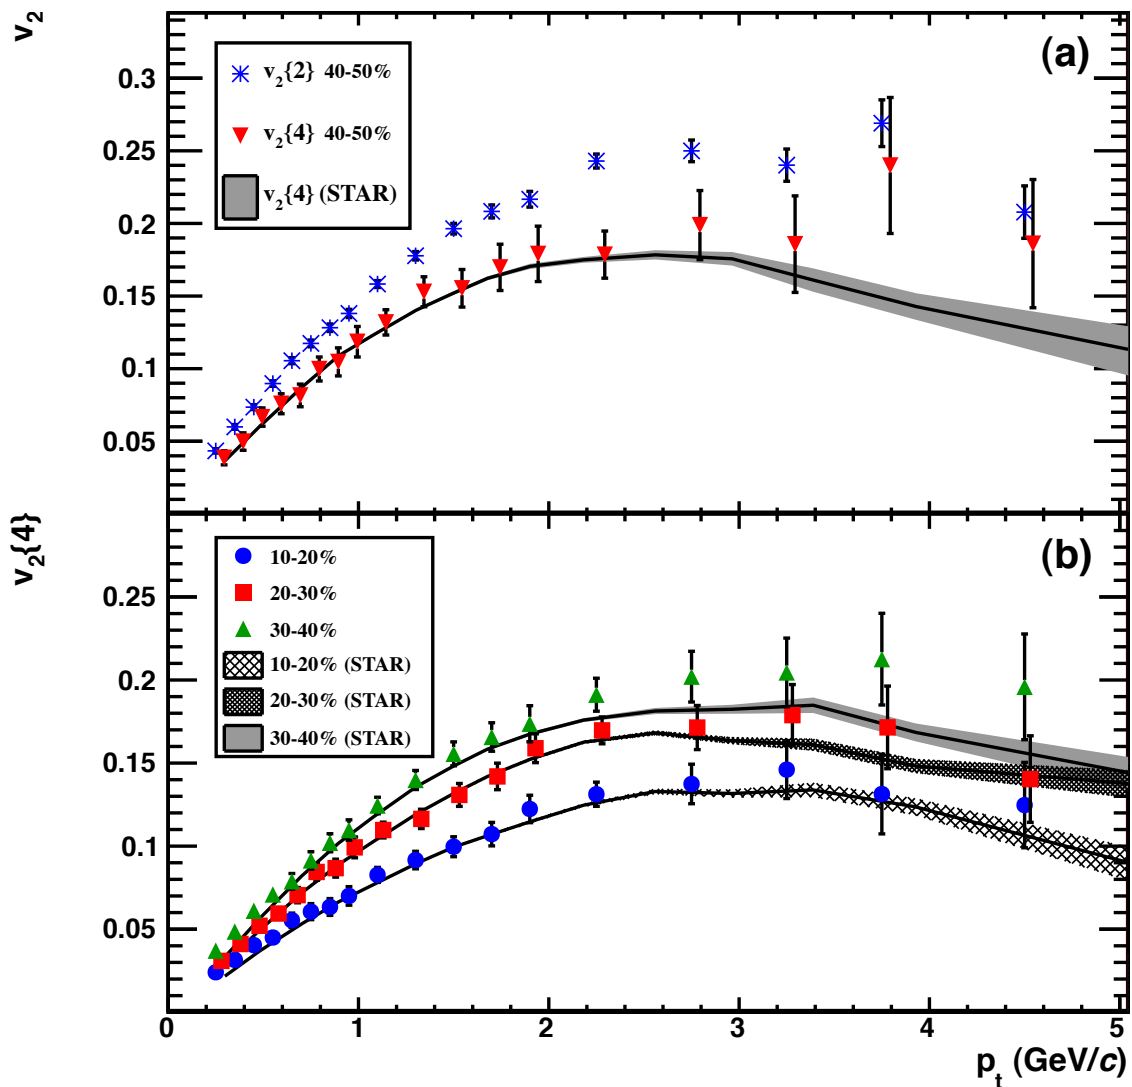 v2
(a)
v2{2} 40-50%
v2{4} 40-50%
v2{4} (STAR)
0.3
0.25
0.2
0.15
0.1
0.05
v2{4}
(b)
10-20%
20-30%
30-40%
10-20% (STAR)
20-30% (STAR)
30-40% (STAR)
0.25
0.2
0.15
0.1
0.05
0 1 2 3 4 5
pt (GeV/c)